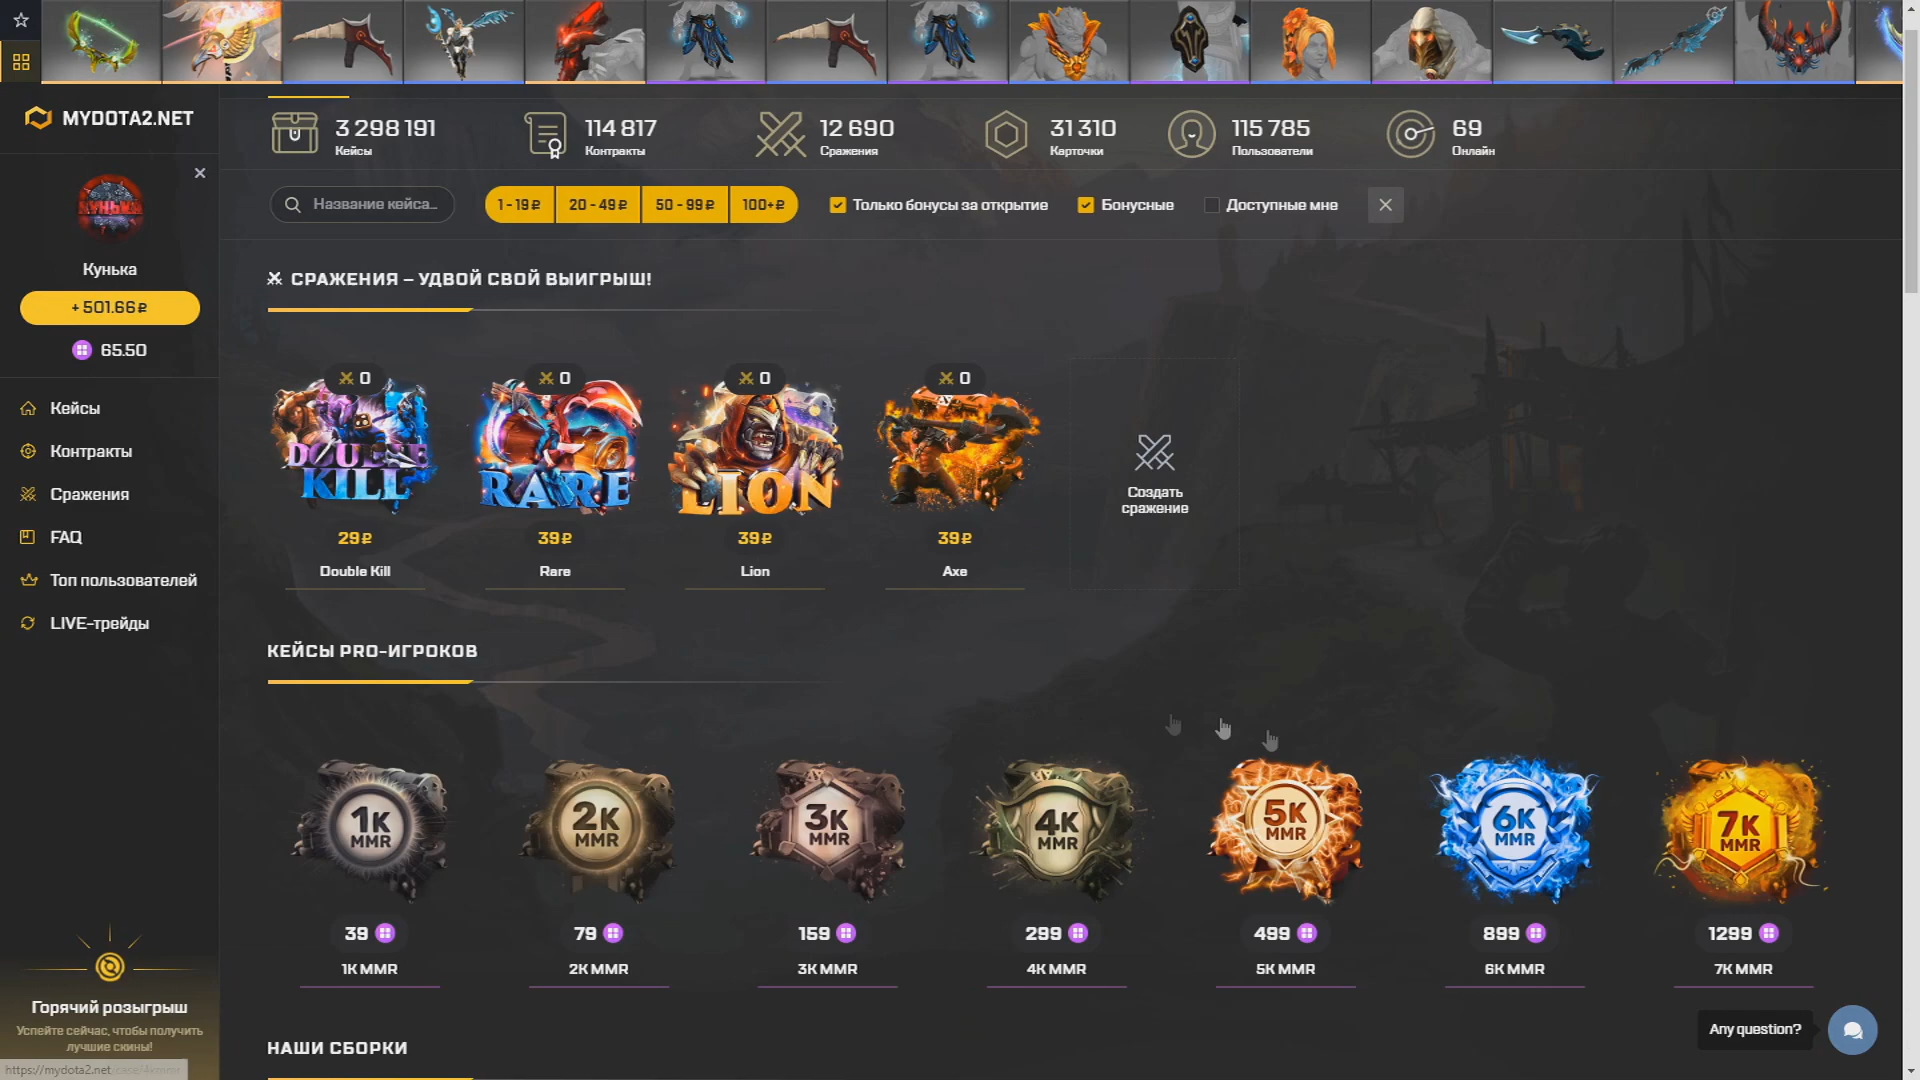 MYDOTA2.NET
3 298 191
Кейсы
114 817
Контракты
12 690
Сражения
31 310
Карточки
115 785
Пользователи
69
Онлайн
Название кейса...
1 - 19 ₽
20 - 49 ₽
50 - 99 ₽
100+ ₽
Только бонусы за открытие
Бонусные
Доступные мне
КУНЬКА
Кунька
+ 501.66 ₽
65.50
Кейсы
Контракты
Сражения
FAQ
Топ пользователей
LIVE-трейды
СРАЖЕНИЯ – УДВОЙ СВОЙ ВЫИГРЫШ!
0
0
0
0
DOUBLE
KILL
RARE
LION
29 ₽
39 ₽
39 ₽
39 ₽
Double Kill
Rare
Lion
Axe
Создать
сражение
КЕЙСЫ PRO-ИГРОКОВ
1K
MMR
2K
MMR
3K
MMR
4K
MMR
5K
MMR
6K
MMR
7K
MMR
39
79
159
299
499
899
1299
1K MMR
2K MMR
3K MMR
4K MMR
5K MMR
6K MMR
7K MMR
НАШИ СБОРКИ
Горячий розыгрыш
Успейте сейчас, чтобы получить
лучшие скины!
https://mydota2.net/case/4kmmr
Any question?